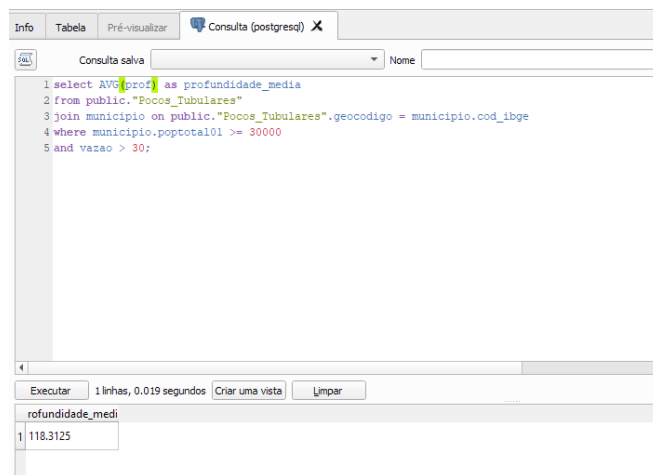 Info Tabela Pré-visualizar Consulta (postgresql) X
SQL Consulta salva Nome
1 select AVG(prof) as profundidade_media
2 from public."Pocos_Tubulares"
3 join municipio on public."Pocos_Tubulares".geocodigo = municipio.cod_ibge
4 where municipio.poptotal01 >= 30000
5 and vazao > 30;
Executar 1 linhas, 0.019 segundos Criar uma vista Limpar
rofundidade_medi
1 118.3125